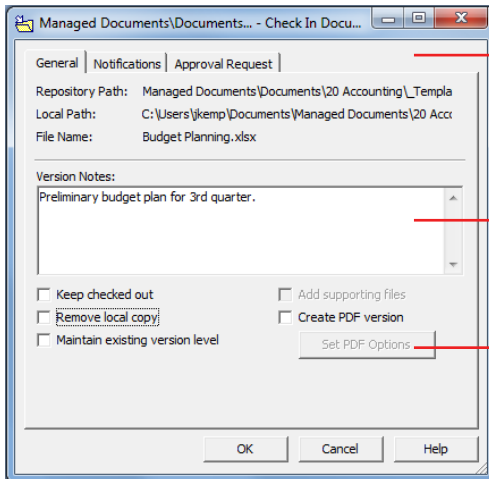 Managed Documents\Documents... - Check In Docu...
General Notifications Approval Request
Repository Path: Managed Documents\Documents\20 Accounting\_Templa
Local Path: C:\Users\jkemp\Documents\Managed Documents\20 Acc
File Name: Budget Planning.xlsx
Version Notes:
Preliminary budget plan for 3rd quarter.
Keep checked out Add supporting files
Remove local copy Create PDF version
Maintain existing version level Set PDF Options
OK Cancel Help